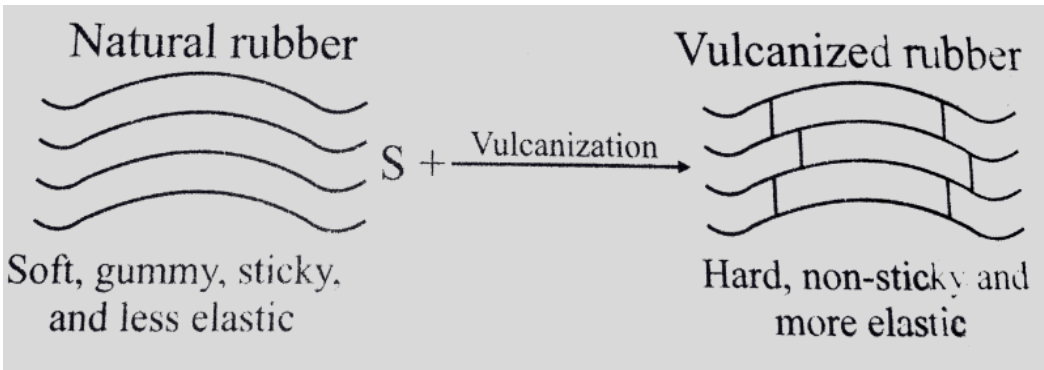 Natural rubber
Vulcanized rubber
S + Vulcanization
Soft, gummy, sticky,
and less elastic
Hard, non-sticky and
more elastic